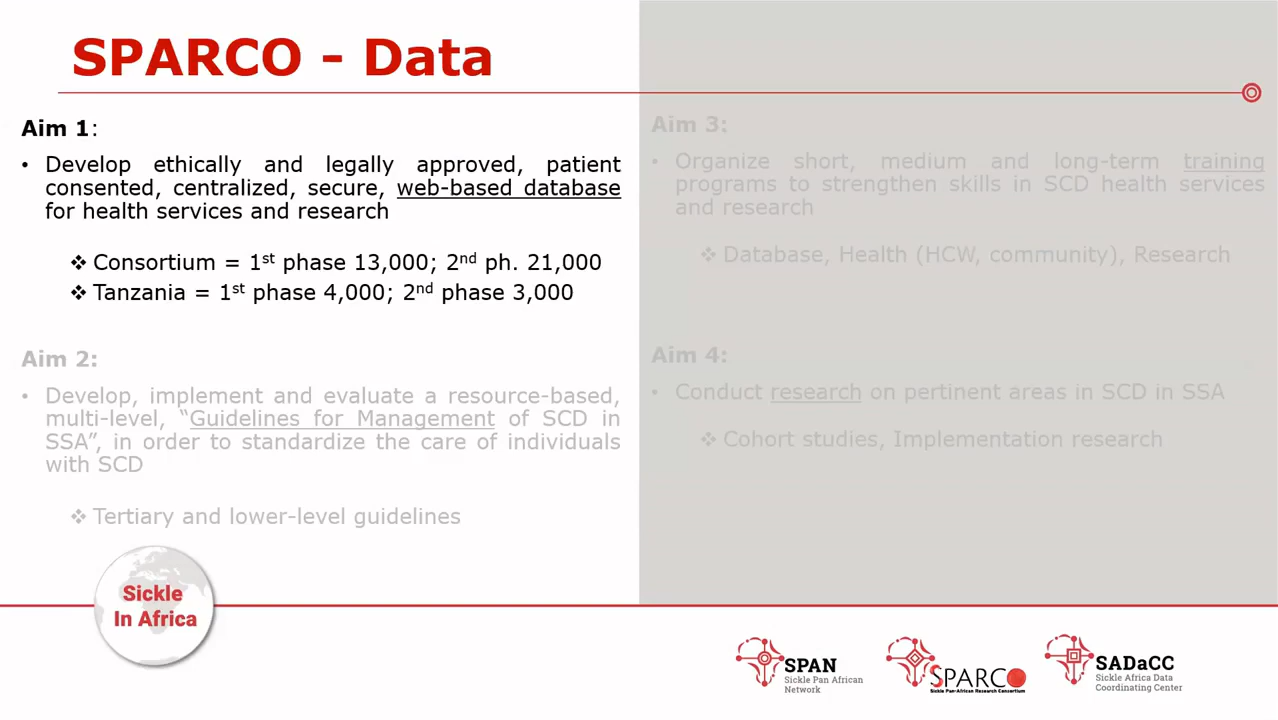 SPARCO - Data
Aim 1:
• Develop ethically and legally approved, patient
consented, centralized, secure, web-based database
for health services and research
❖ Consortium = 1st phase 13,000; 2nd ph. 21,000
❖ Tanzania = 1st phase 4,000; 2nd phase 3,000
Aim 2:
• Develop, implement and evaluate a resource-based,
multi-level, “Guidelines for Management of SCD in
SSA”, in order to standardize the care of individuals
with SCD
❖ Tertiary and lower-level guidelines
Aim 3:
• Organize short, medium and long-term training
programs to strengthen skills in SCD health services
and research
❖ Database, Health (HCW, community), Research
Aim 4:
• Conduct research on pertinent areas in SCD in SSA
❖ Cohort studies, Implementation research
Sickle
In Africa
SPAN
Sickle Pan African
Network
SPARCO
Sickle Pan-African Research Consortium
SADaCC
Sickle Africa Data
Coordinating Center